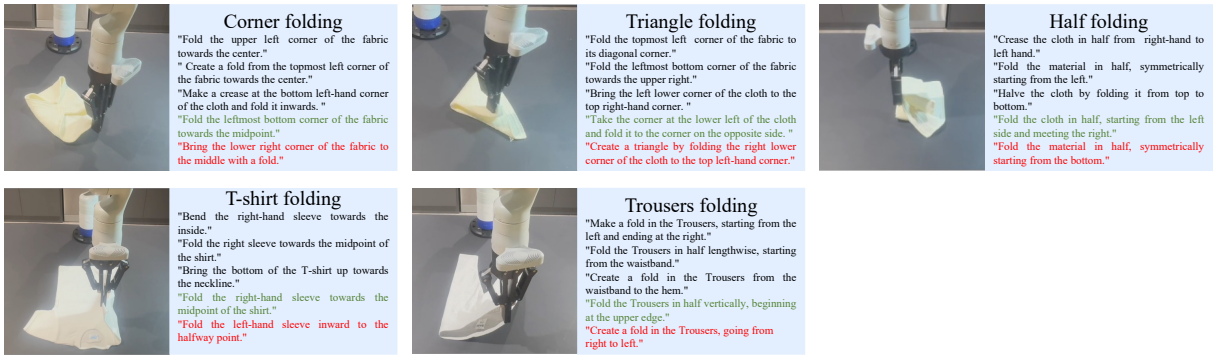 Corner folding
"Fold the upper left corner of the fabric
towards the center."
" Create a fold from the topmost left corner of
the fabric towards the center."
"Make a crease at the bottom left-hand corner
of the cloth and fold it inwards. "
"Fold the leftmost bottom corner of the fabric
towards the midpoint."
"Bring the lower right corner of the fabric to
the middle with a fold."
Triangle folding
"Fold the topmost left corner of the fabric to
its diagonal corner."
"Fold the leftmost bottom corner of the fabric
towards the upper right."
"Bring the left lower corner of the cloth to the
top right-hand corner. "
"Take the corner at the lower left of the cloth
and fold it to the corner on the opposite side. "
"Create a triangle by folding the right lower
corner of the cloth to the top left-hand corner."
Half folding
"Crease the cloth in half from right-hand to
left hand."
"Fold the material in half, symmetrically
starting from the left."
"Halve the cloth by folding it from top to
bottom."
"Fold the cloth in half, starting from the left
side and meeting the right."
"Fold the material in half, symmetrically
starting from the bottom."
T-shirt folding
"Bend the right-hand sleeve towards the
inside."
"Fold the right sleeve towards the midpoint of
the shirt."
"Bring the bottom of the T-shirt up towards
the neckline."
"Fold the right-hand sleeve towards the
midpoint of the shirt."
"Fold the left-hand sleeve inward to the
halfway point."
Trousers folding
"Make a fold in the Trousers, starting from the
left and ending at the right."
"Fold the Trousers in half lengthwise, starting
from the waistband."
"Create a fold in the Trousers from the
waistband to the hem."
"Fold the Trousers in half vertically, beginning
at the upper edge."
"Create a fold in the Trousers, going from
right to left."